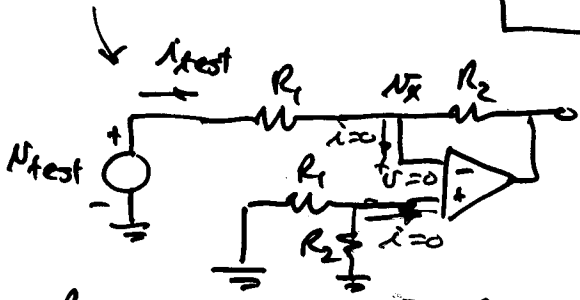 i_test
R₁
v_x
R₂
i=0
+
v_test
+
v=0
−
−
+
R₁
R₂
i=0